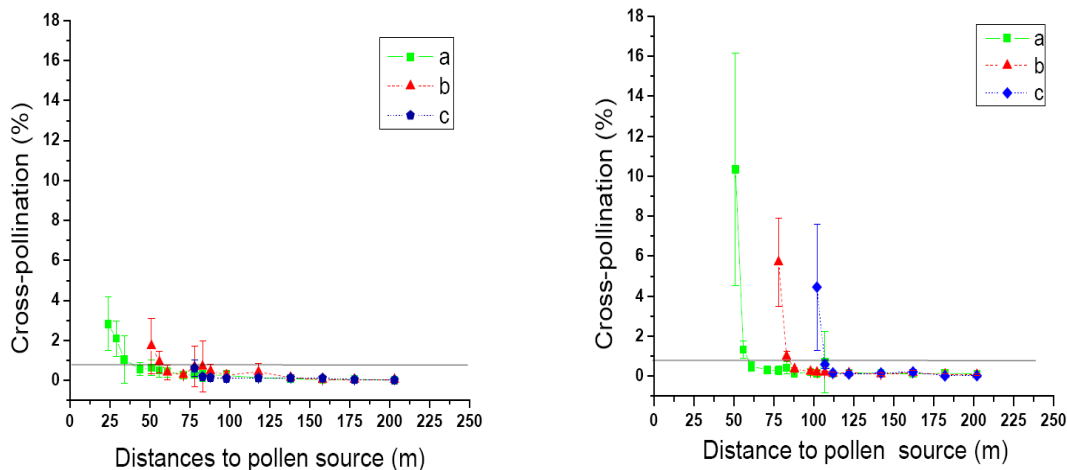 Cross-pollination (%)
18
16
14
12
10
8
6
4
2
0
0 25 50 75 100 125 150 175 200 225 250
Distances to pollen source (m)
a
b
c
Cross-pollination (%)
18
16
14
12
10
8
6
4
2
0
0 25 50 75 100 125 150 175 200 225 250
Distance to pollen source (m)
a
b
c